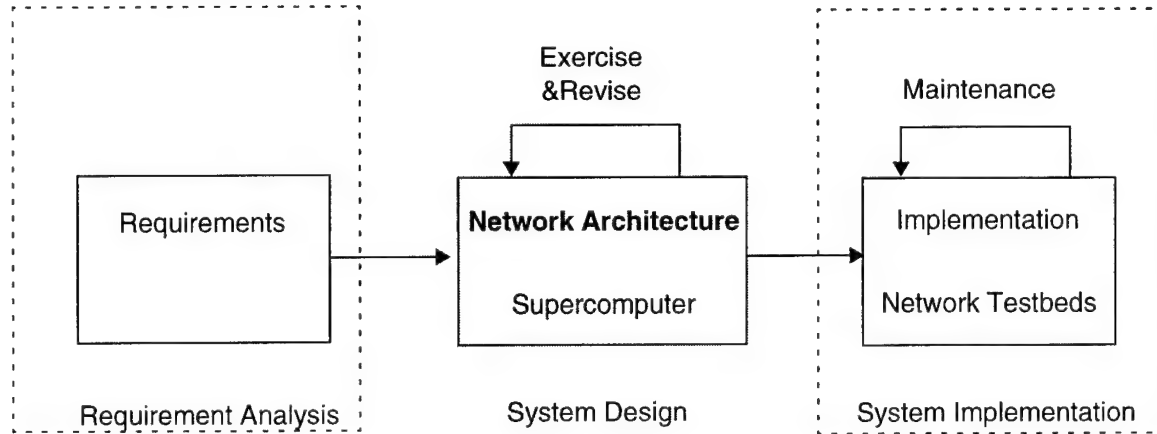 Exercise
&Revise
Maintenance
Requirements
Network Architecture
Implementation
Supercomputer
Network Testbeds
Requirement Analysis
System Design
System Implementation